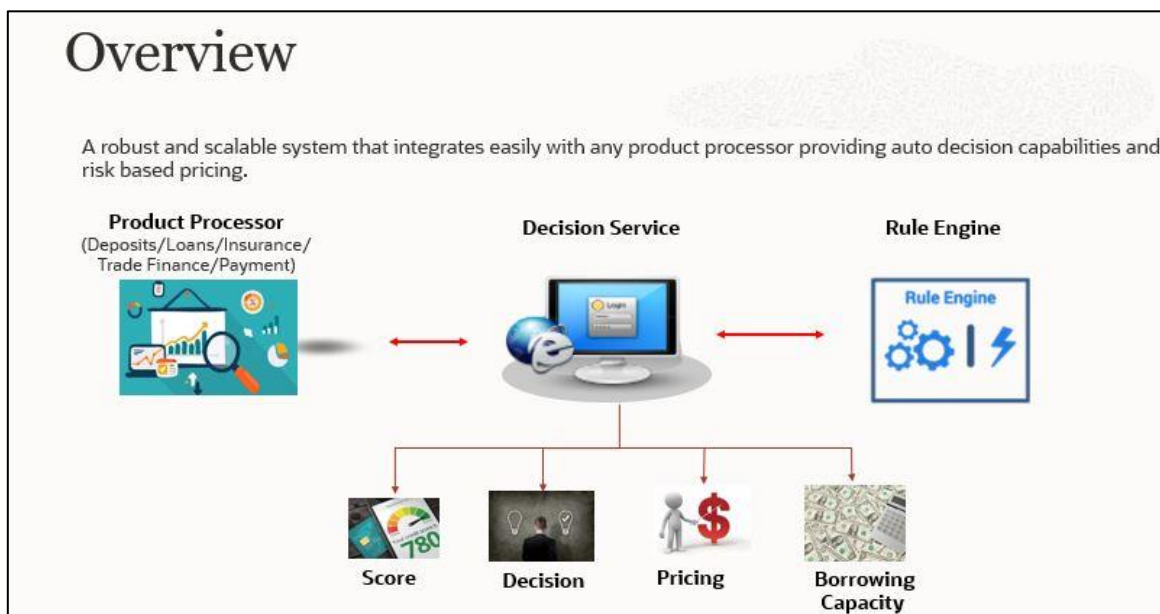 Overview
A robust and scalable system that integrates easily with any product processor providing auto decision capabilities and
risk based pricing.
Product Processor
(Deposits/Loans/Insurance/
Trade Finance/Payment)
Decision Service
Rule Engine
Login
Rule Engine
780
Score
Decision
Pricing
Borrowing
Capacity